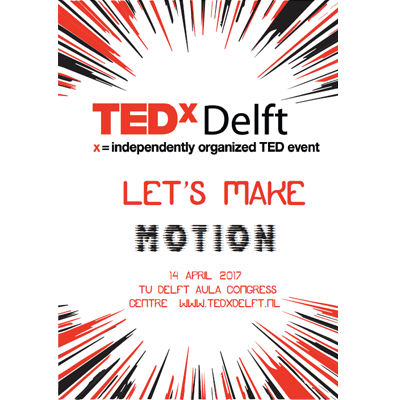 TEDx Delft
x = independently organized TED event
LET'S MAKE
MOTION
14 APRIL 2017
TU DELFT AULA CONGRESS
CENTRE WWW.TEDXDELFT.NL